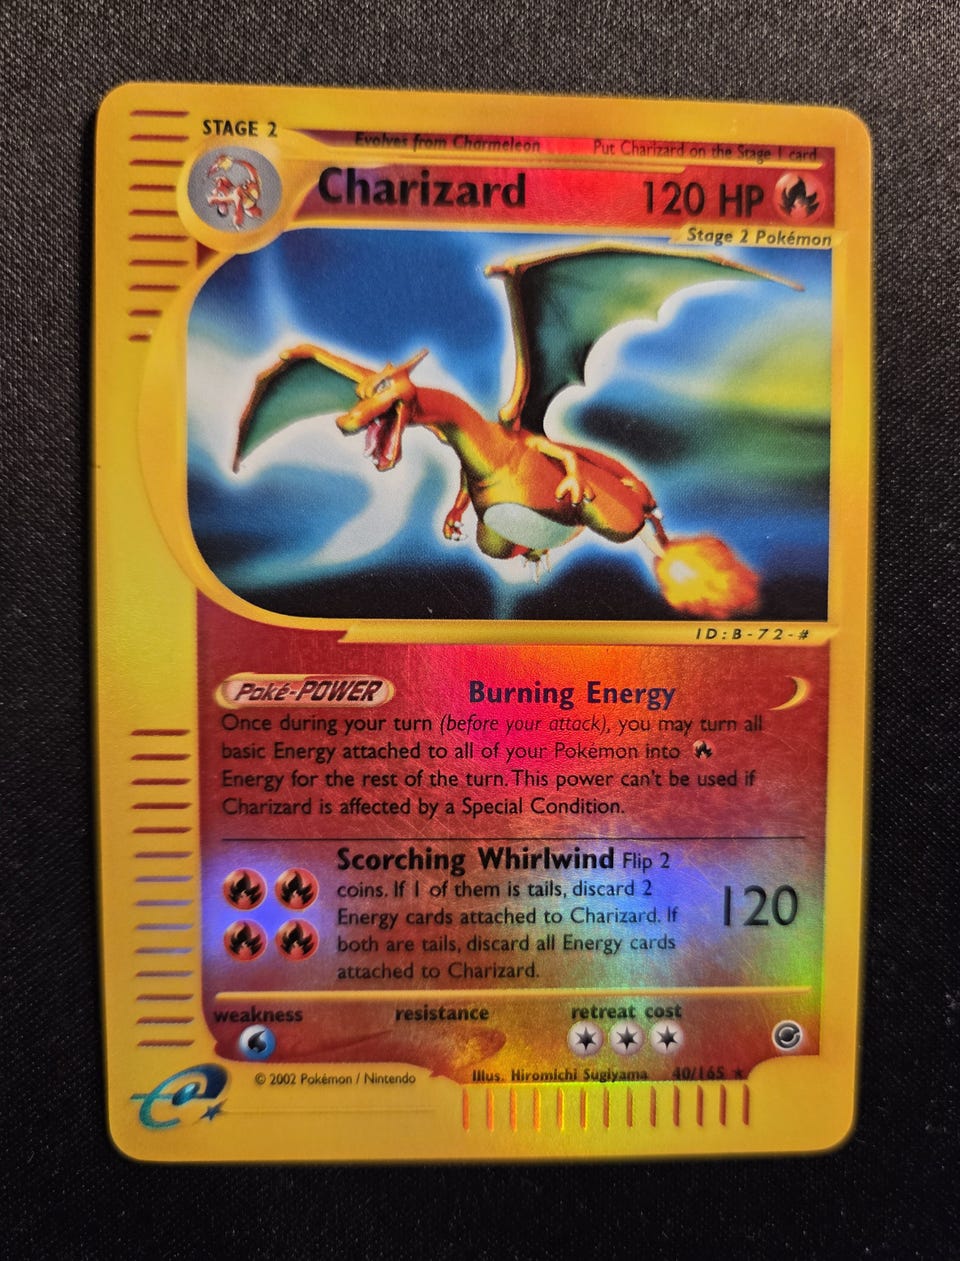 STAGE 2
Evolves from Charmeleon
Put Charizard on the Stage 1 card
Charizard
120 HP
Stage 2 Pokémon
ID:B-72-#
Poké-POWER
Burning Energy
Once during your turn (before your attack), you may turn all
basic Energy attached to all of your Pokémon into
Energy for the rest of the turn. This power can't be used if
Charizard is affected by a Special Condition.
Scorching Whirlwind Flip 2
coins. If 1 of them is tails, discard 2
Energy cards attached to Charizard. If
both are tails, discard all Energy cards
attached to Charizard.
120
weakness
resistance
retreat cost
© 2002 Pokémon / Nintendo
Illus. Hiromichi Sugiyama
40/165 ★
e